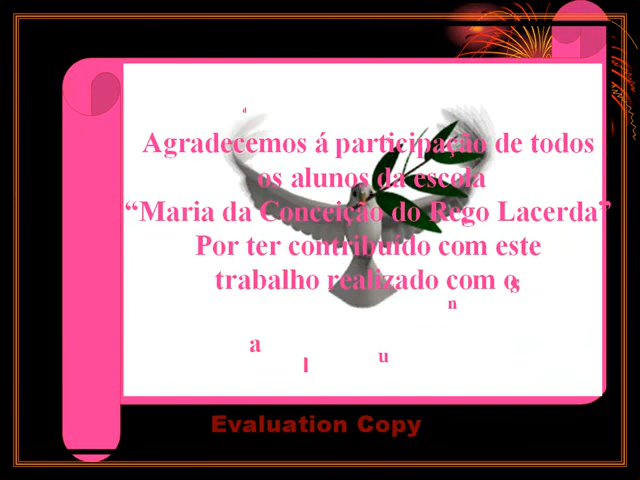 d
Agradecemos á participação de todos
os alunos da escola
“Maria da Conceição do Rego Lacerda”
Por ter contribuído com este
trabalho realizado com os
n
a
u
l
Evaluation Copy